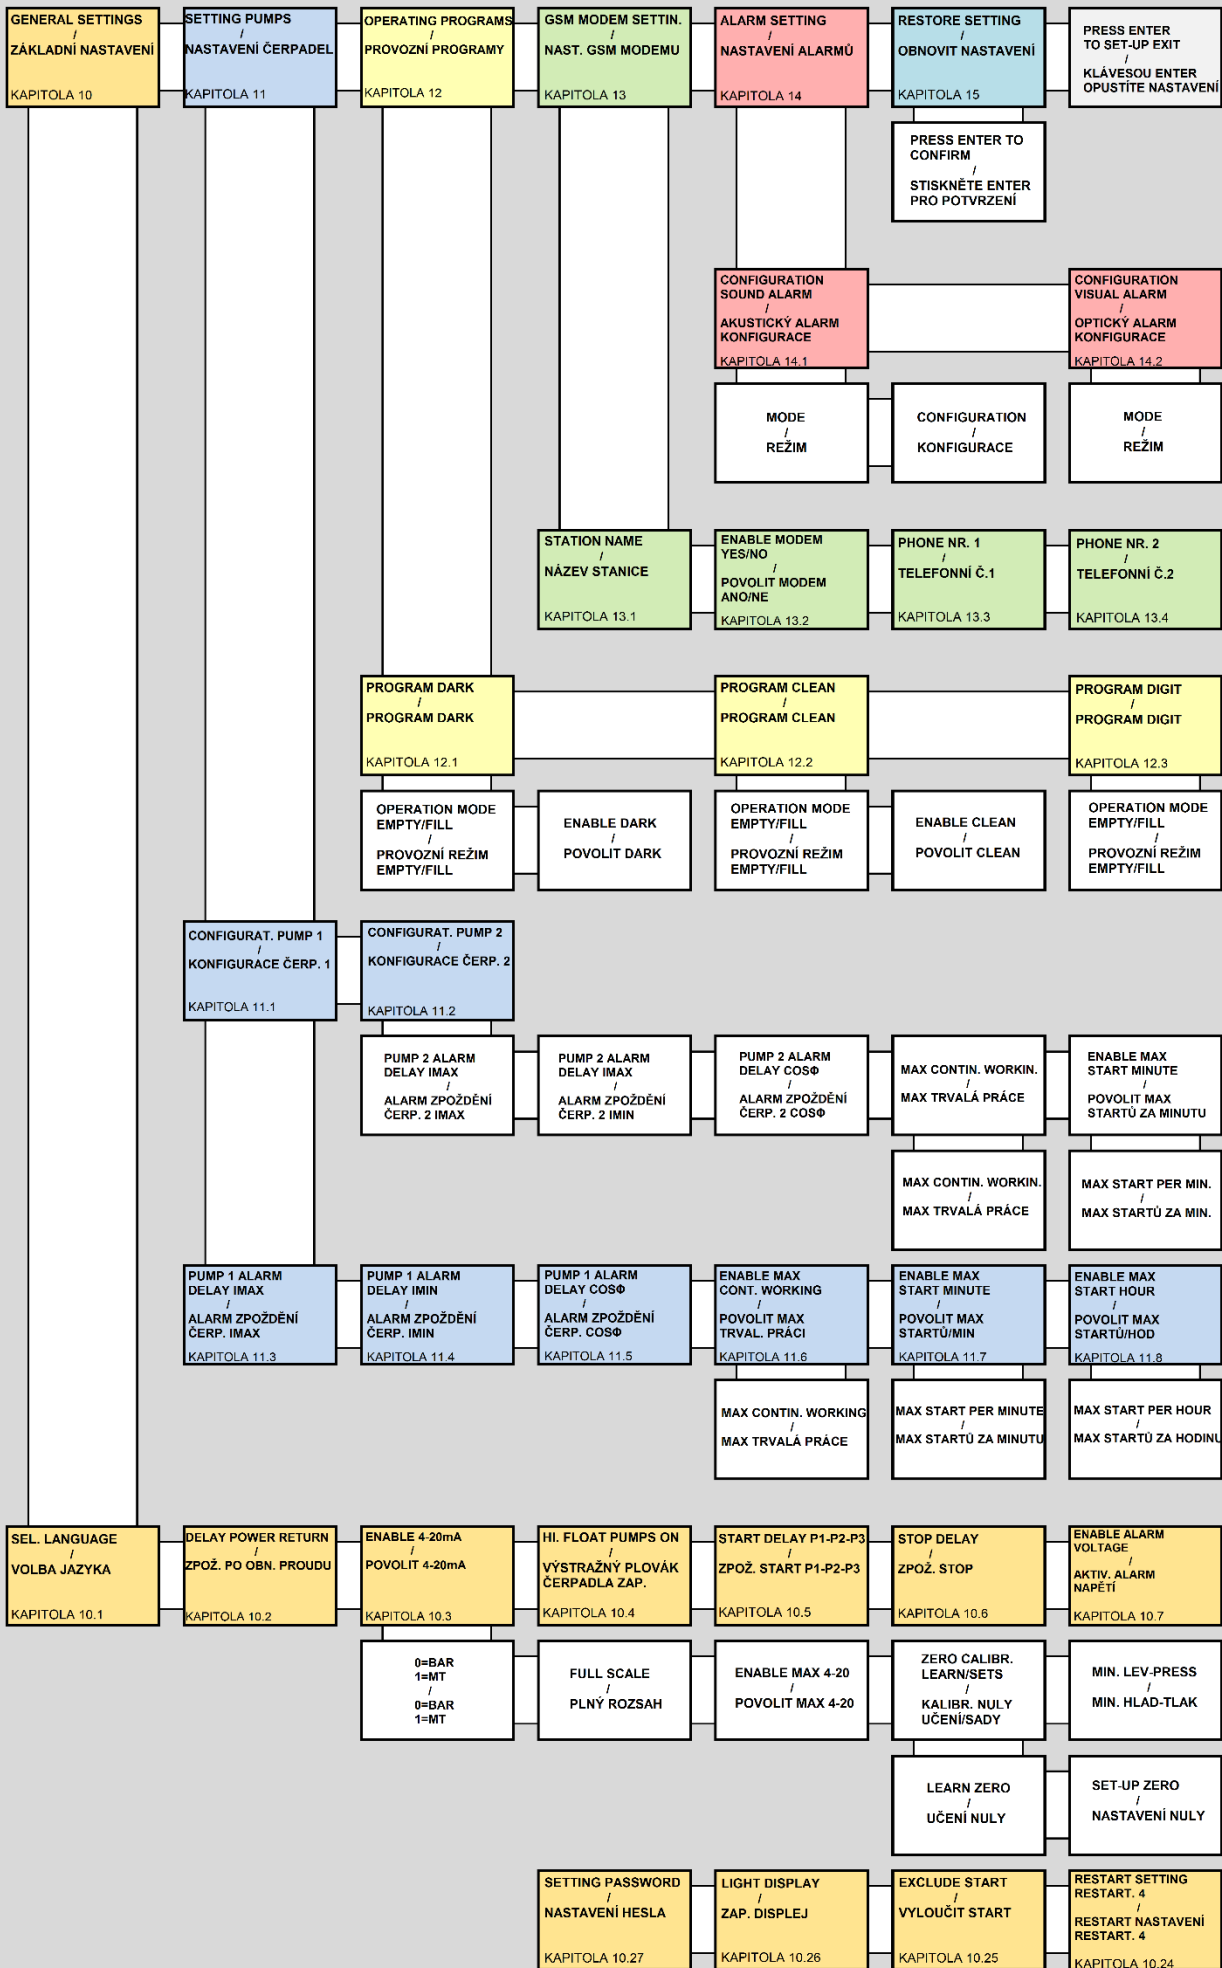 GENERAL SETTINGS
/
ZÁKLADNÍ NASTAVENÍ
KAPITOLA 10
SETTING PUMPS
/
NASTAVENÍ ČERPADEL
KAPITOLA 11
OPERATING PROGRAMS
/
PROVOZNÍ PROGRAMY
KAPITOLA 12
GSM MODEM SETTIN.
/
NAST. GSM MODEMU
KAPITOLA 13
ALARM SETTING
/
NASTAVENÍ ALARMŮ
KAPITOLA 14
RESTORE SETTING
/
OBNOVIT NASTAVENÍ
KAPITOLA 15
PRESS ENTER
TO SET-UP EXIT
/
KLÁVESOU ENTER
OPUSTÍTE NASTAVENÍ
PRESS ENTER TO
CONFIRM
/
STISKNĚTE ENTER
PRO POTVRZENÍ
CONFIGURATION
SOUND ALARM
/
AKUSTICKÝ ALARM
KONFIGURACE
KAPITOLA 14.1
CONFIGURATION
VISUAL ALARM
/
OPTICKÝ ALARM
KONFIGURACE
KAPITOLA 14.2
MODE
/
REŽIM
CONFIGURATION
/
KONFIGURACE
MODE
/
REŽIM
STATION NAME
/
NÁZEV STANICE
KAPITOLA 13.1
ENABLE MODEM
YES/NO
/
POVOLIT MODEM
ANO/NE
KAPITOLA 13.2
PHONE NR. 1
/
TELEFONNÍ Č.1
KAPITOLA 13.3
PHONE NR. 2
/
TELEFONNÍ Č.2
KAPITOLA 13.4
PROGRAM DARK
/
PROGRAM DARK
KAPITOLA 12.1
PROGRAM CLEAN
/
PROGRAM CLEAN
KAPITOLA 12.2
PROGRAM DIGIT
/
PROGRAM DIGIT
KAPITOLA 12.3
OPERATION MODE
EMPTY/FILL
/
PROVOZNÍ REŽIM
EMPTY/FILL
ENABLE DARK
/
POVOLIT DARK
OPERATION MODE
EMPTY/FILL
/
PROVOZNÍ REŽIM
EMPTY/FILL
ENABLE CLEAN
/
POVOLIT CLEAN
OPERATION MODE
EMPTY/FILL
/
PROVOZNÍ REŽIM
EMPTY/FILL
CONFIGURAT. PUMP 1
/
KONFIGURACE ČERP. 1
KAPITOLA 11.1
CONFIGURAT. PUMP 2
/
KONFIGURACE ČERP. 2
KAPITOLA 11.2
PUMP 2 ALARM
DELAY IMAX
/
ALARM ZPOŽDĚNÍ
ČERP. 2 IMAX
PUMP 2 ALARM
DELAY IMAX
/
ALARM ZPOŽDĚNÍ
ČERP. 2 IMIN
PUMP 2 ALARM
DELAY COSΦ
/
ALARM ZPOŽDĚNÍ
ČERP. 2 COSΦ
MAX CONTIN. WORKIN.
/
MAX TRVALÁ PRÁCE
ENABLE MAX
START MINUTE
/
POVOLIT MAX
STARTŮ ZA MINUTU
MAX CONTIN. WORKIN.
/
MAX TRVALÁ PRÁCE
MAX START PER MIN.
/
MAX STARTŮ ZA MIN.
PUMP 1 ALARM
DELAY IMAX
/
ALARM ZPOŽDĚNÍ
ČERP. IMAX
KAPITOLA 11.3
PUMP 1 ALARM
DELAY IMIN
/
ALARM ZPOŽDĚNÍ
ČERP. IMIN
KAPITOLA 11.4
PUMP 1 ALARM
DELAY COSΦ
/
ALARM ZPOŽDĚNÍ
ČERP. COSΦ
KAPITOLA 11.5
ENABLE MAX
CONT. WORKING
/
POVOLIT MAX
TRVAL. PRÁCI
KAPITOLA 11.6
ENABLE MAX
START MINUTE
/
POVOLIT MAX
STARTŮ/MIN
KAPITOLA 11.7
ENABLE MAX
START HOUR
/
POVOLIT MAX
STARTŮ/HOD
KAPITOLA 11.8
MAX CONTIN. WORKING
/
MAX TRVALÁ PRÁCE
MAX START PER MINUTE
/
MAX STARTŮ ZA MINUTU
MAX START PER HOUR
/
MAX STARTŮ ZA HODINU
SEL. LANGUAGE
/
VOLBA JAZYKA
KAPITOLA 10.1
DELAY POWER RETURN
/
ZPOŽ. PO OBN. PROUDU
KAPITOLA 10.2
ENABLE 4-20mA
/
POVOLIT 4-20mA
KAPITOLA 10.3
HI. FLOAT PUMPS ON
/
VÝSTRAŽNÝ PLOVÁK
ČERPADLA ZAP.
KAPITOLA 10.4
START DELAY P1-P2-P3
/
ZPOŽ. START P1-P2-P3
KAPITOLA 10.5
STOP DELAY
/
ZPOŽ. STOP
KAPITOLA 10.6
ENABLE ALARM
VOLTAGE
/
AKTIV. ALARM
NAPĚTÍ
KAPITOLA 10.7
0=BAR
1=MT
/
0=BAR
1=MT
FULL SCALE
/
PLNÝ ROZSAH
ENABLE MAX 4-20
/
POVOLIT MAX 4-20
ZERO CALIBR.
LEARN/SETS
/
KALIBR. NULY
UČENÍ/SADY
MIN. LEV-PRESS
/
MIN. HLAD-TLAK
LEARN ZERO
/
UČENÍ NULY
SET-UP ZERO
/
NASTAVENÍ NULY
SETTING PASSWORD
/
NASTAVENÍ HESLA
KAPITOLA 10.27
LIGHT DISPLAY
/
ZAP. DISPLEJ
KAPITOLA 10.26
EXCLUDE START
/
VYLOUČIT START
KAPITOLA 10.25
RESTART SETTING
RESTART. 4
/
RESTART NASTAVENÍ
RESTART. 4
KAPITOLA 10.24